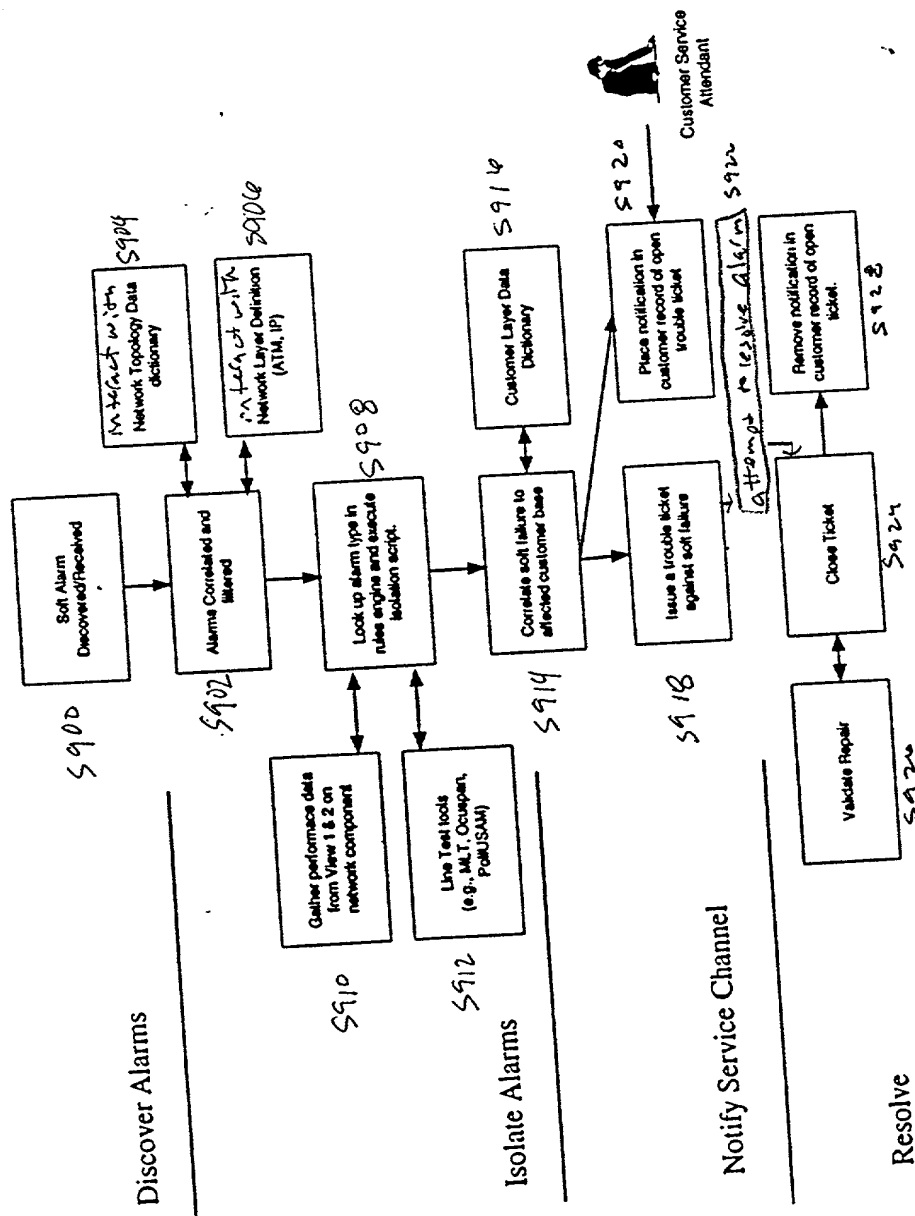 Discover Alarms
S900
Soft Alarm
Discovered/Received
S902
Alarms Correlated and
filtered
Interact with
Network Topology Data
dictionary
S904
interact with
Network Layer Definition
(ATM, IP)
S906
Isolate Alarms
Look up alarm type in
rules engine and execute
isolation script.
S908
Gather performace data
from View 1 & 2 on
network component
S910
Line Test tools
(e.g., MLT, Ocuspan,
Poll/USAM)
S912
S914
Correlate soft failure to
affected customer base
Customer Layer Data
Dictionary
S916
Notify Service Channel
S918
Issue a trouble ticket
against soft failure
Place notification in
customer record of open
trouble ticket
S920
Customer Service
Attendant
attempt to resolve alarm
S922
Resolve
Validate Repair
S926
Close Ticket
S924
Remove notification in
customer record of open
ticket.
S928